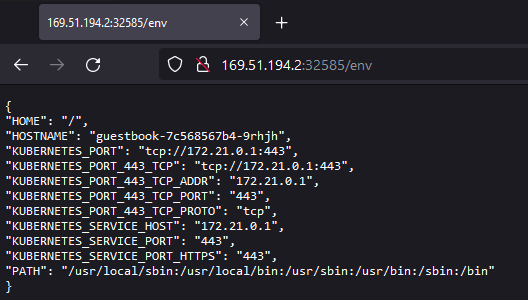 169.51.194.2:32585/env
169.51.194.2:32585/env
{
"HOME": "/",
"HOSTNAME": "guestbook-7c568567b4-9rhjh",
"KUBERNETES_PORT": "tcp://172.21.0.1:443",
"KUBERNETES_PORT_443_TCP": "tcp://172.21.0.1:443",
"KUBERNETES_PORT_443_TCP_ADDR": "172.21.0.1",
"KUBERNETES_PORT_443_TCP_PORT": "443",
"KUBERNETES_PORT_443_TCP_PROTO": "tcp",
"KUBERNETES_SERVICE_HOST": "172.21.0.1",
"KUBERNETES_SERVICE_PORT": "443",
"KUBERNETES_SERVICE_PORT_HTTPS": "443",
"PATH": "/usr/local/sbin:/usr/local/bin:/usr/sbin:/usr/bin:/sbin:/bin"
}